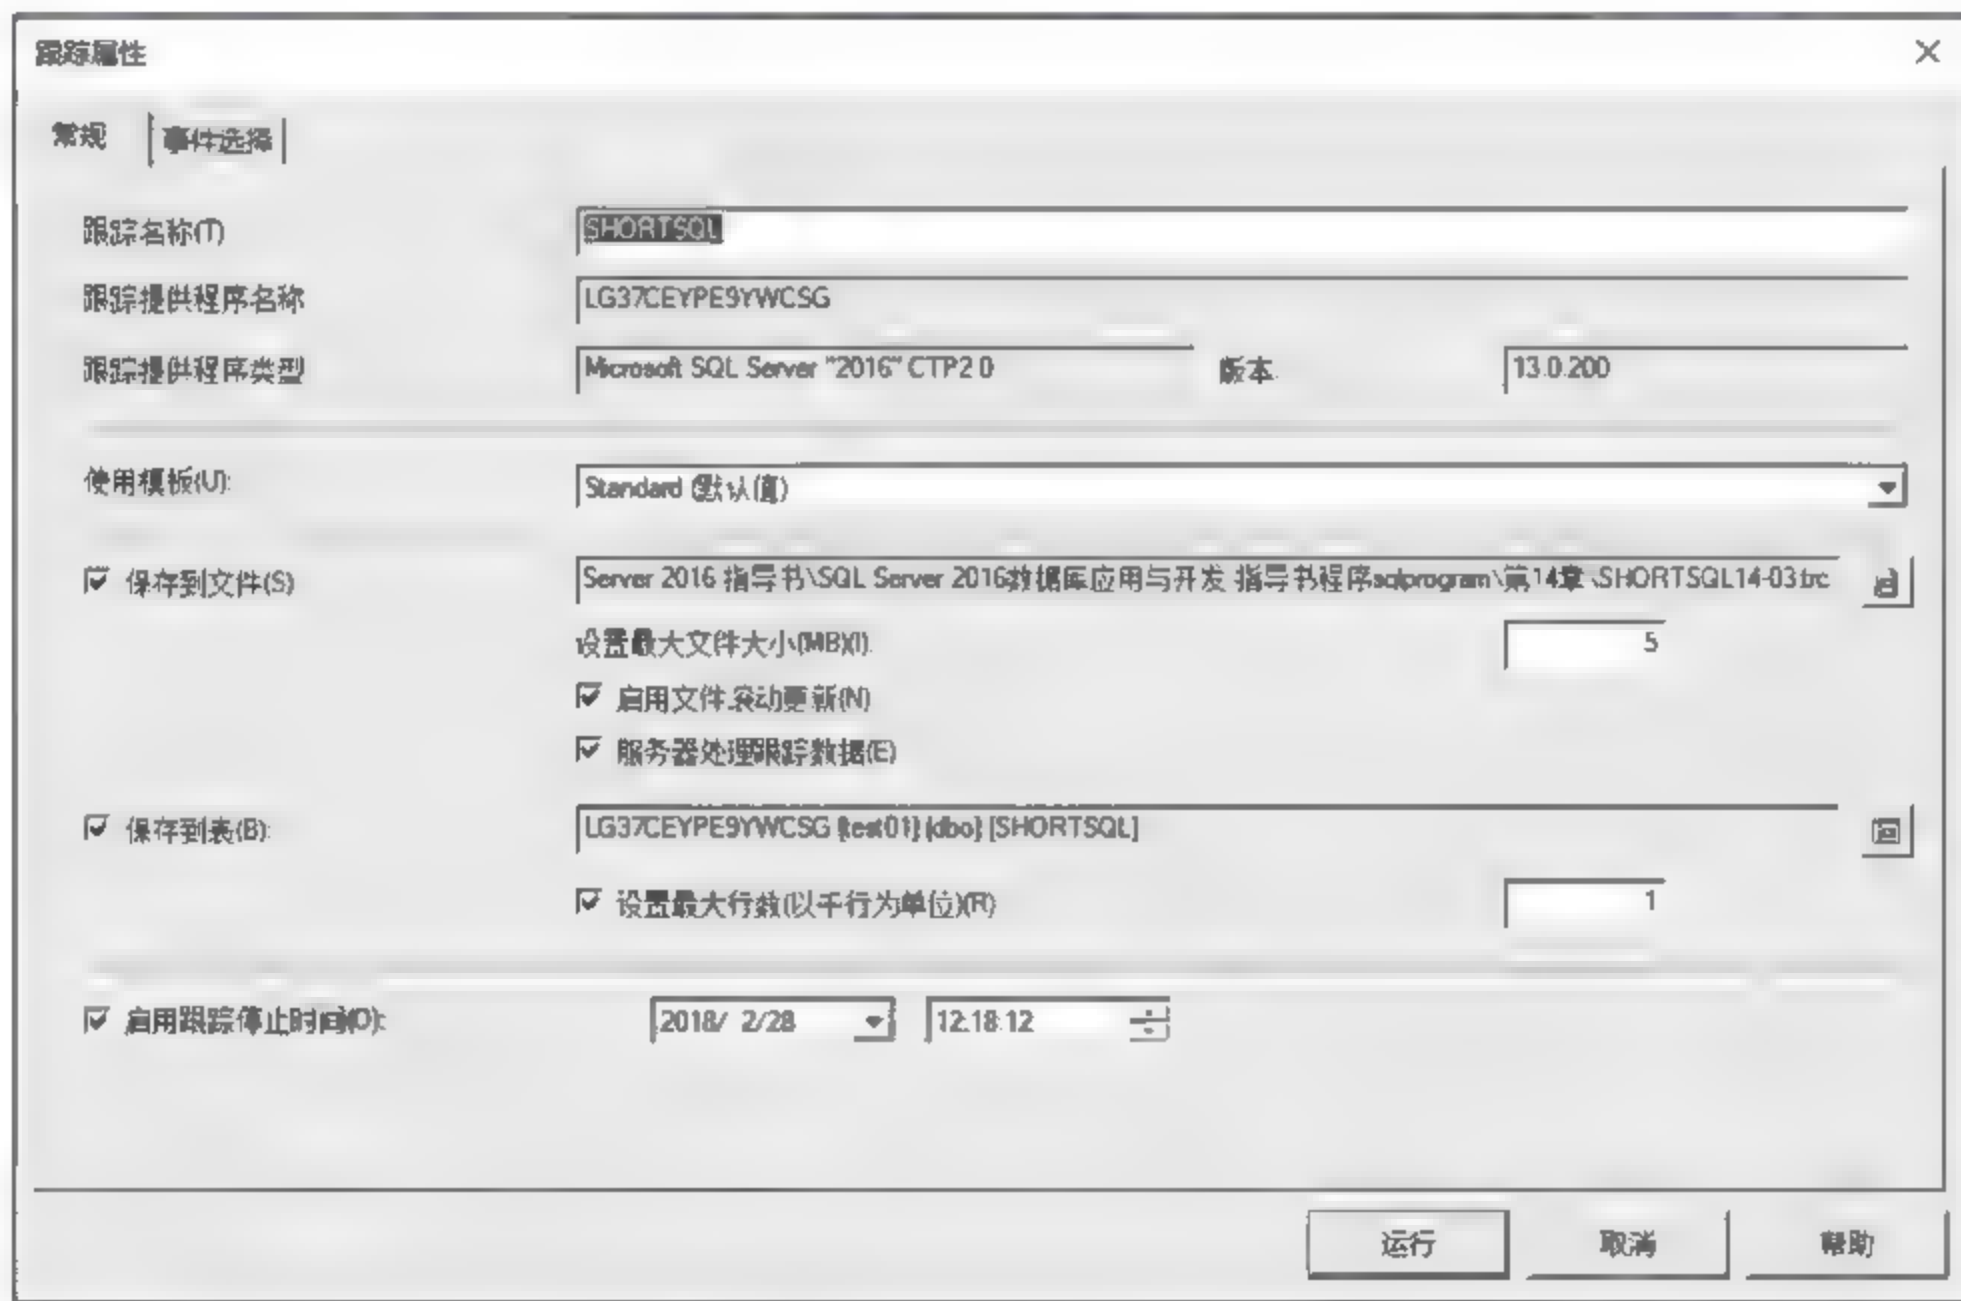 跟踪属性
常规 事件选择
跟踪名称(T) SHORTSQL
跟踪提供程序名称 LG37CEYPE9YWCSG
跟踪提供程序类型 Microsoft SQL Server "2016" CTP2 0 版本: 13.0.200
使用模板(U): Standard (默认值)
保存到文件(S) Server 2016 指导书\SQL Server 2016数据库应用与开发 指导书程序sqlprogram\第14章 \SHORTSQL14-03.trc
设置最大文件大小(MB)(I): 5
启用文件滚动更新(N)
服务器处理跟踪数据(E)
保存到表(B): LG37CEYPE9YWCSG [test01] [dbo] [SHORTSQL]
设置最大行数(以千行为单位)(R) 1
启用跟踪停止时间(O): 2018/ 2/28 12:18:12
运行 取消 帮助